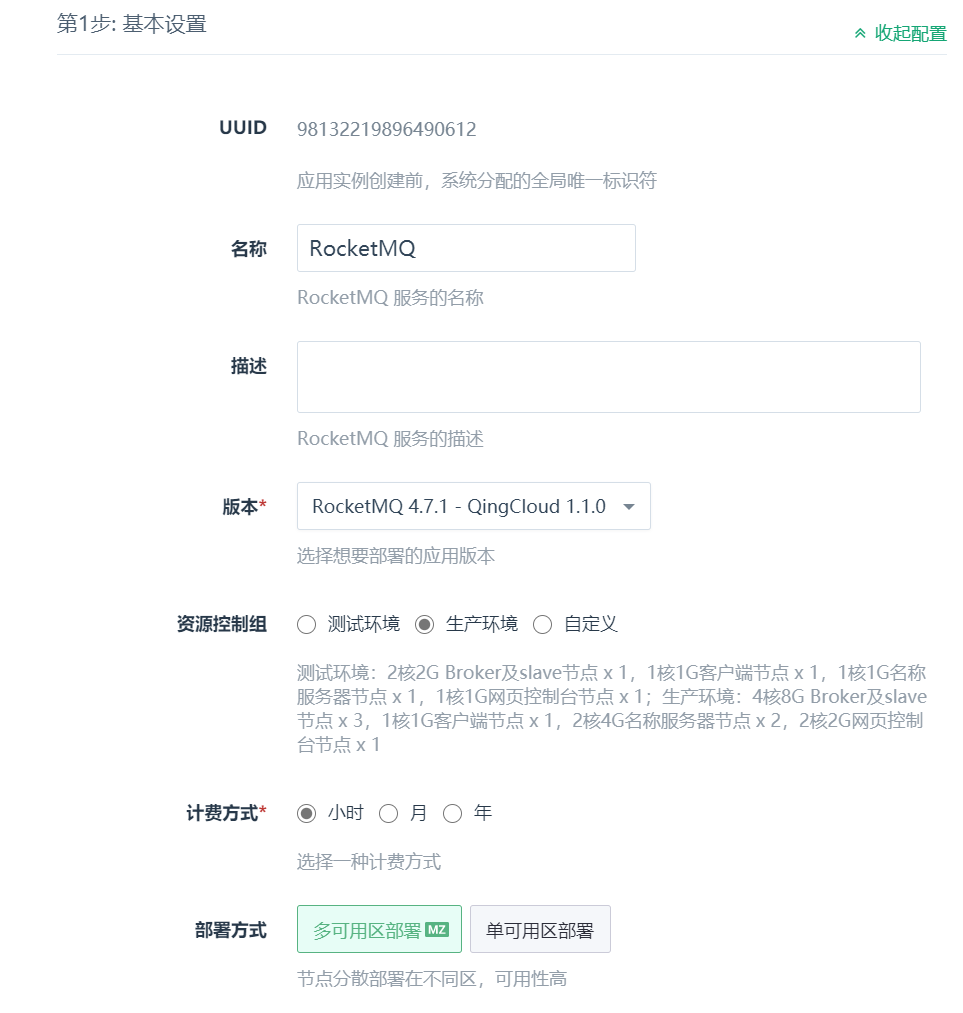 第1步: 基本设置
收起配置
UUID
98132219896490612
应用实例创建前，系统分配的全局唯一标识符
名称
RocketMQ
RocketMQ 服务的名称
描述
RocketMQ 服务的描述
版本*
RocketMQ 4.7.1 - QingCloud 1.1.0
选择想要部署的应用版本
资源控制组
测试环境 生产环境 自定义
测试环境：2核2G Broker及slave节点 x 1，1核1G客户端节点 x 1，1核1G名称
服务器节点 x 1，1核1G网页控制台节点 x 1；生产环境：4核8G Broker及slave
节点 x 3，1核1G客户端节点 x 1，2核4G名称服务器节点 x 2，2核2G网页控制
台节点 x 1
计费方式*
小时 月 年
选择一种计费方式
部署方式
多可用区部署 MZ 单可用区部署
节点分散部署在不同区，可用性高